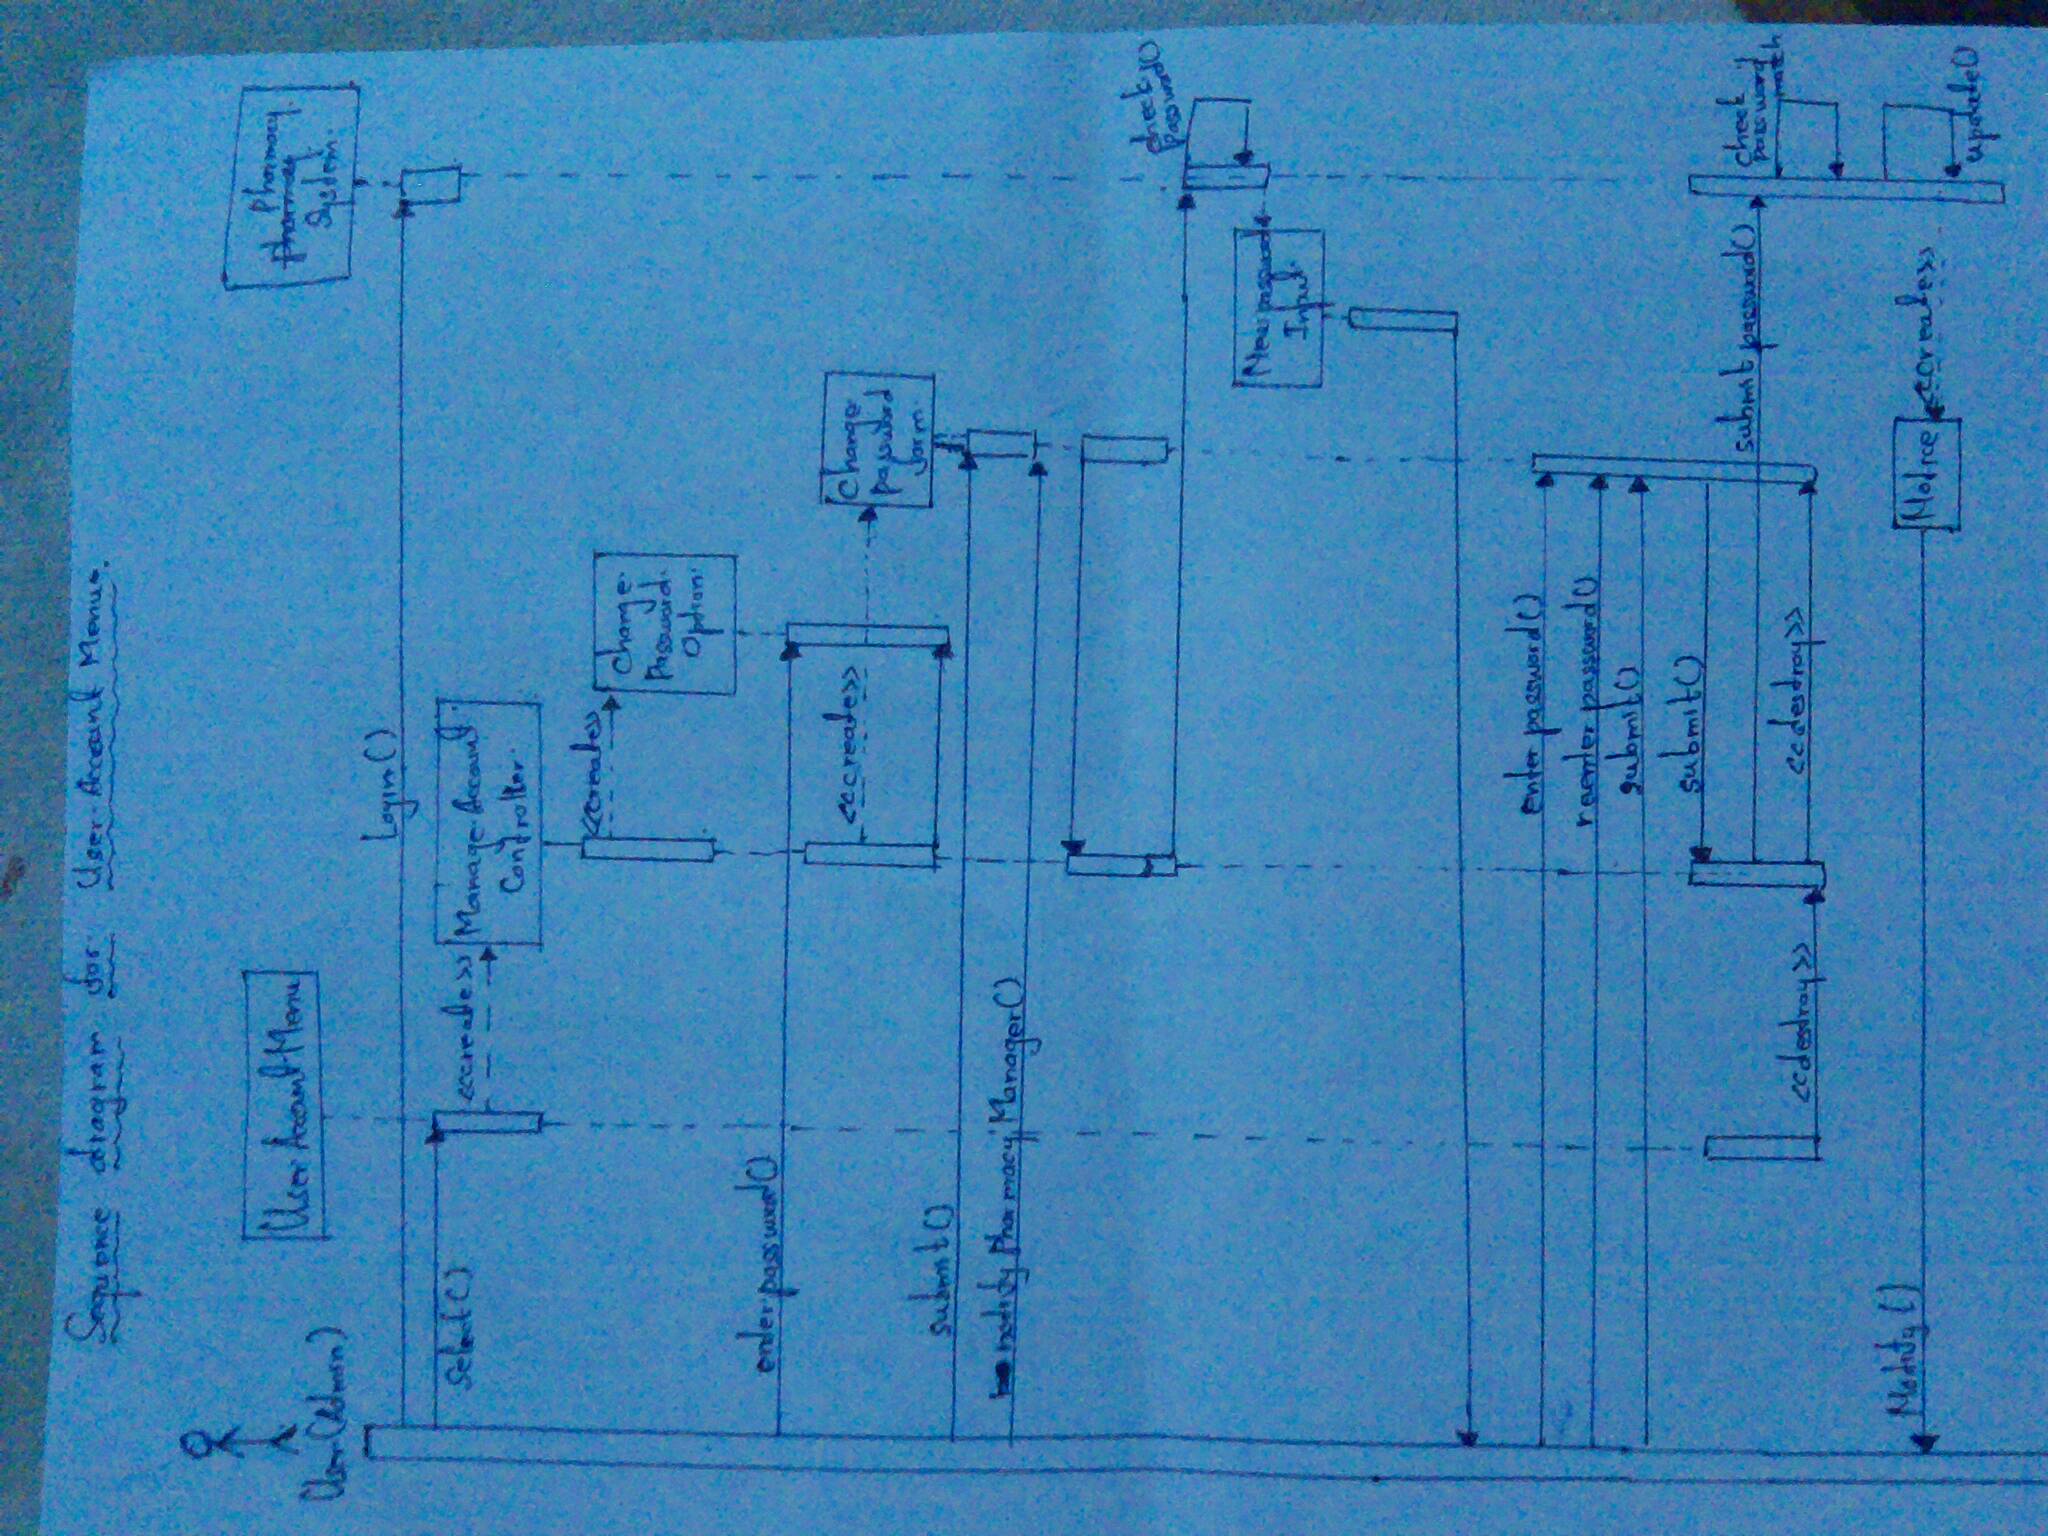 Sequence diagram for User Account Menu.
User (Admin)
User Account Menu
Pharmacy
pharmacy
System.
Login()
Select()
<<create>>
Manage Account
Controller.
<<create>>
Change
Password
Option.
enter password()
<<create>>
Change
password
form.
submit()
notify Pharmacy Manager()
check
password()
New password
Input.
enter password()
reenter password()
submit()
submit()
submit password()
check
password
match
<<destroy>>
<<destroy>>
Notify ()
Notice
<<create>>
update()